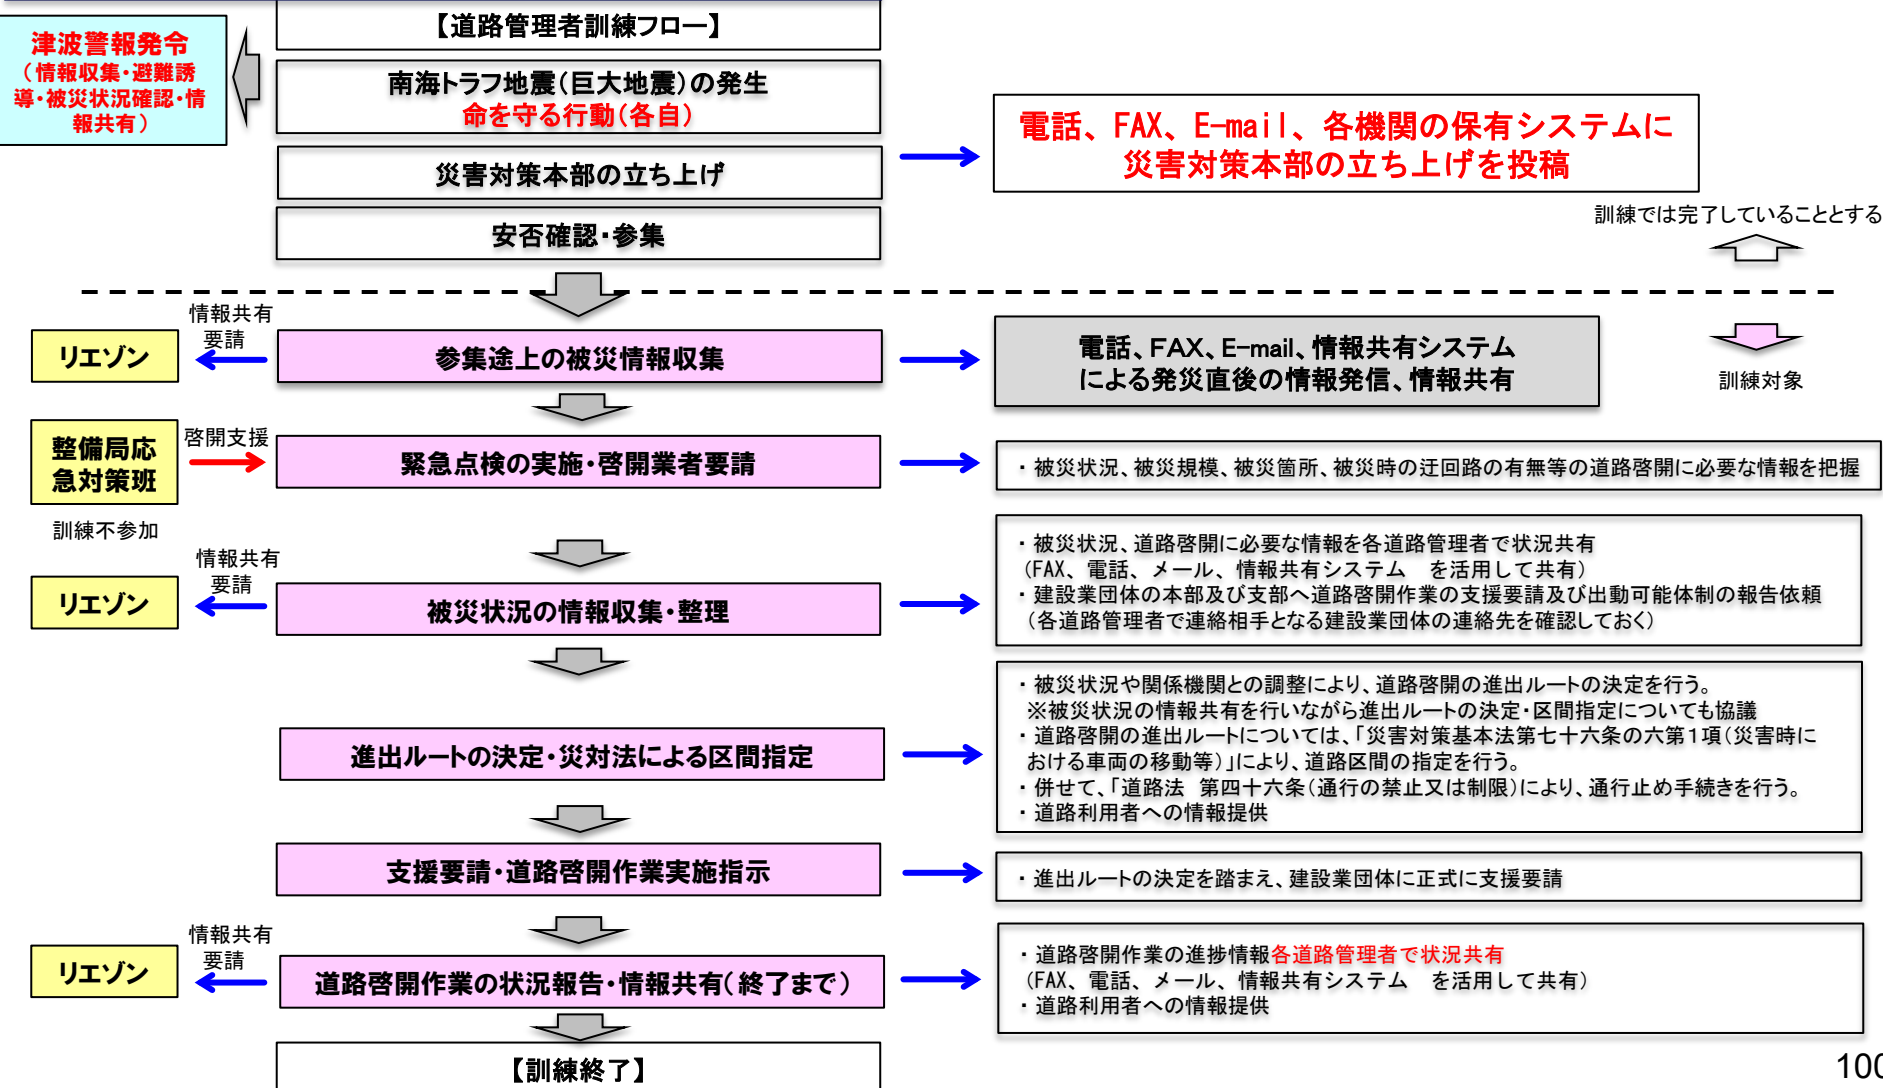 【道路管理者訓練フロー】
津波警報発令
（情報収集・避難誘
導・被災状況確認・情
報共有）
南海トラフ地震（巨大地震）の発生
命を守る行動（各自）
災害対策本部の立ち上げ
電話、FAX、E-mail、各機関の保有システムに
災害対策本部の立ち上げを投稿
安否確認・参集
訓練では完了していることとする
訓練対象
リエゾン
情報共有
要請
参集途上の被災情報収集
電話、FAX、E-mail、情報共有システム
による発災直後の情報発信、情報共有
整備局応
急対策班
訓練不参加
啓開支援
緊急点検の実施・啓開業者要請
・被災状況、被災規模、被災箇所、被災時の迂回路の有無等の道路啓開に必要な情報を把握
リエゾン
情報共有
要請
被災状況の情報収集・整理
・被災状況、道路啓開に必要な情報を各道路管理者で状況共有
（FAX、電話、メール、情報共有システム　を活用して共有）
・建設業団体の本部及び支部へ道路啓開作業の支援要請及び出動可能体制の報告依頼
（各道路管理者で連絡相手となる建設業団体の連絡先を確認しておく）
進出ルートの決定・災対法による区間指定
・被災状況や関係機関との調整により、道路啓開の進出ルートの決定を行う。
※被災状況の情報共有を行いながら進出ルートの決定・区間指定についても協議
・道路啓開の進出ルートについては、「災害対策基本法第七十六条の六第１項（災害時に
おける車両の移動等）」により、道路区間の指定を行う。
・併せて、「道路法　第四十六条（通行の禁止又は制限）により、通行止め手続きを行う。
・道路利用者への情報提供
支援要請・道路啓開作業実施指示
・進出ルートの決定を踏まえ、建設業団体に正式に支援要請
リエゾン
情報共有
要請
道路啓開作業の状況報告・情報共有（終了まで）
・道路啓開作業の進捗情報各道路管理者で状況共有
（FAX、電話、メール、情報共有システム　を活用して共有）
・道路利用者への情報提供
【訓練終了】
100